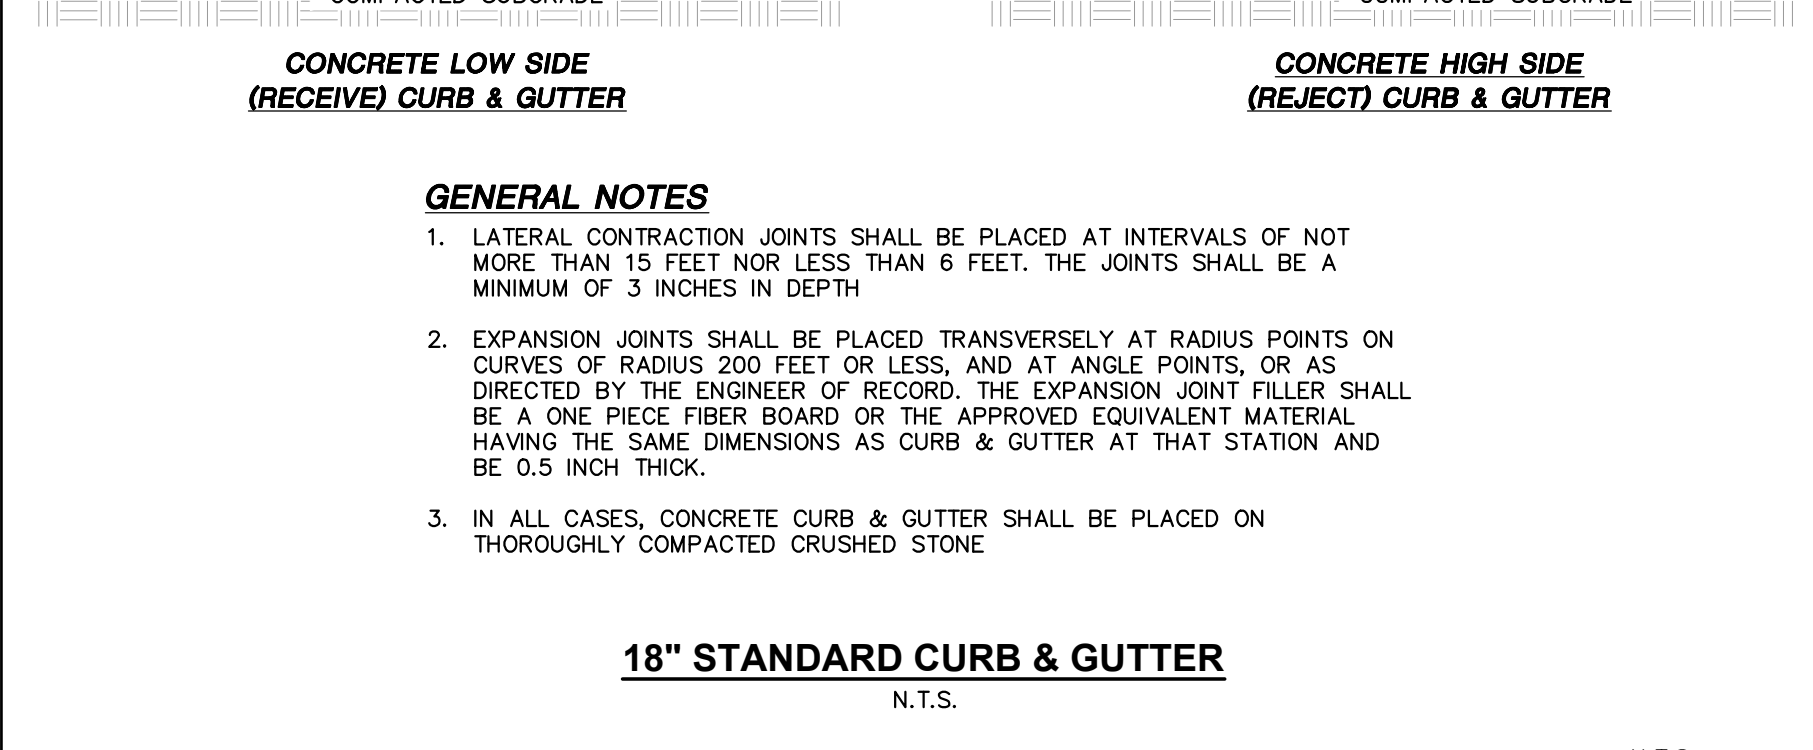 COMPACTED SUBGRADE COMPACTED SUBGRADE
CONCRETE LOW SIDE
(RECEIVE) CURB & GUTTER
CONCRETE HIGH SIDE
(REJECT) CURB & GUTTER
GENERAL NOTES
1. LATERAL CONTRACTION JOINTS SHALL BE PLACED AT INTERVALS OF NOT
MORE THAN 15 FEET NOR LESS THAN 6 FEET. THE JOINTS SHALL BE A
MINIMUM OF 3 INCHES IN DEPTH
2. EXPANSION JOINTS SHALL BE PLACED TRANSVERSELY AT RADIUS POINTS ON
CURVES OF RADIUS 200 FEET OR LESS, AND AT ANGLE POINTS, OR AS
DIRECTED BY THE ENGINEER OF RECORD. THE EXPANSION JOINT FILLER SHALL
BE A ONE PIECE FIBER BOARD OR THE APPROVED EQUIVALENT MATERIAL
HAVING THE SAME DIMENSIONS AS CURB & GUTTER AT THAT STATION AND
BE 0.5 INCH THICK.
3. IN ALL CASES, CONCRETE CURB & GUTTER SHALL BE PLACED ON
THOROUGHLY COMPACTED CRUSHED STONE
18" STANDARD CURB & GUTTER
N.T.S.